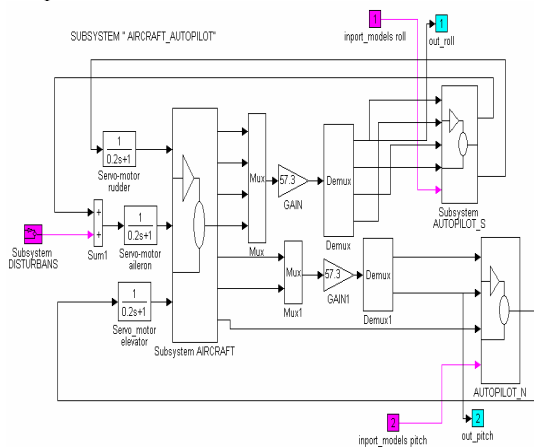 1
inport_models roll
1
out_roll
SUBSYSTEM " AIRCRAFT_AUTOPILOT"
1
0.2s+1
Servo-motor
rudder
Mux
Mux
57.3
GAIN
Demux
Demux
Subsystem
AUTOPILOT_S
Subsystem
DISTURBANS
+
+
Sum1
1
0.2s+1
Servo-motor
aileron
Mux
Mux1
57.3
GAIN1
Demux
Demux1
1
0.2s+1
Servo_motor
elevator
Subsystem AIRCRAFT
AUTOPILOT_N
2
inport_models pitch
2
out_pitch